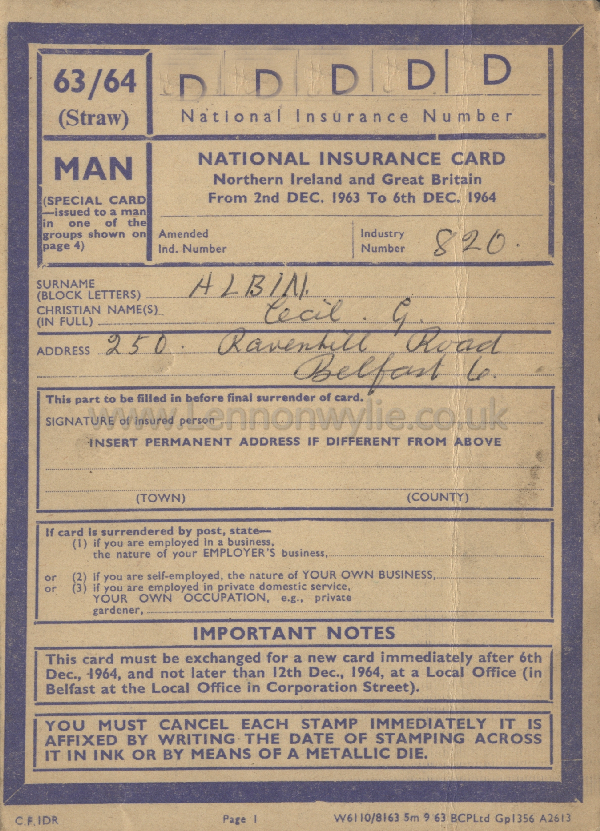 63/64
(Straw)
D D D D D
National Insurance Number
MAN
(SPECIAL CARD
—issued to a man
in one of the
groups shown on
page 4)
NATIONAL INSURANCE CARD
Northern Ireland and Great Britain
From 2nd DEC. 1963 To 6th DEC. 1964
Amended
Ind. Number
Industry
Number 820.
SURNAME
(BLOCK LETTERS) ALBIN.
CHRISTIAN NAME(S)
(IN FULL) Cecil. G.
ADDRESS 250. Ravenhill Road
Belfast 6.
This part to be filled in before final surrender of card.
www.Lennonwylie.co.uk
SIGNATURE of insured person
INSERT PERMANENT ADDRESS IF DIFFERENT FROM ABOVE
(TOWN) (COUNTY)
If card is surrendered by post, state—
(1) if you are employed in a business,
the nature of your EMPLOYER'S business,
or (2) if you are self-employed, the nature of YOUR OWN BUSINESS,
or (3) if you are employed in private domestic service,
YOUR OWN OCCUPATION, e.g., private
gardener,
IMPORTANT NOTES
This card must be exchanged for a new card immediately after 6th
Dec., 1964, and not later than 12th Dec., 1964, at a Local Office (in
Belfast at the Local Office in Corporation Street).
YOU MUST CANCEL EACH STAMP IMMEDIATELY IT IS
AFFIXED BY WRITING THE DATE OF STAMPING ACROSS
IT IN INK OR BY MEANS OF A METALLIC DIE.
C.F.IDR Page 1 W6110/8163 5m 9 63 BCPLtd Gp1356 A2613